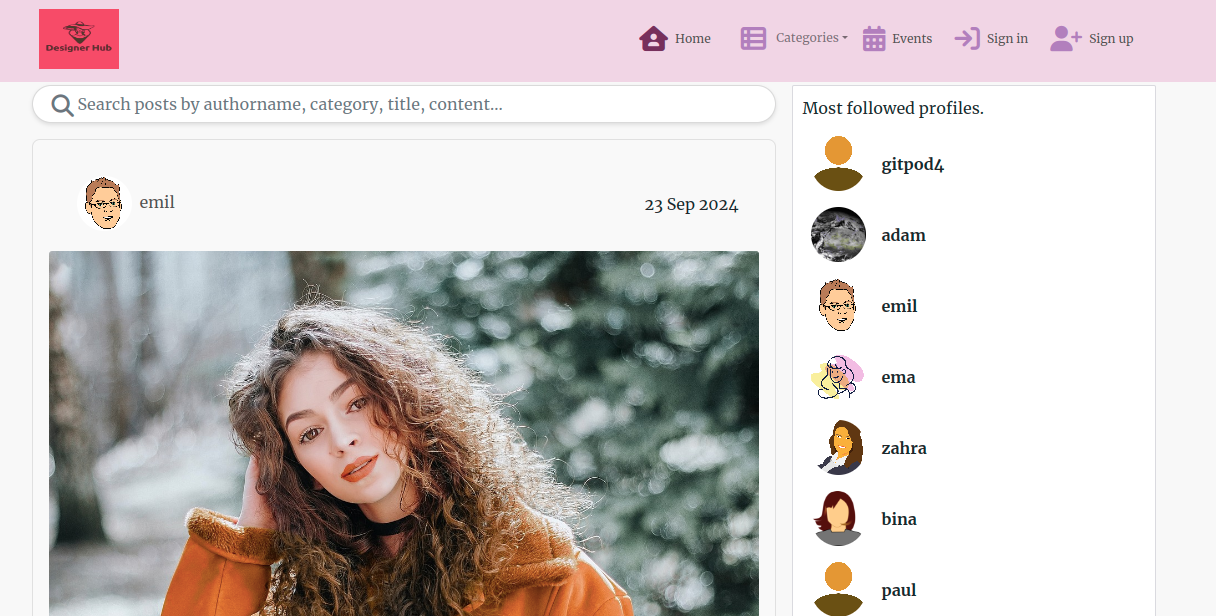 Designer Hub
Home
Categories
Events
Sign in
Sign up
Search posts by authorname, category, title, content...
emil
23 Sep 2024
Most followed profiles.
gitpod4
adam
emil
ema
zahra
bina
paul